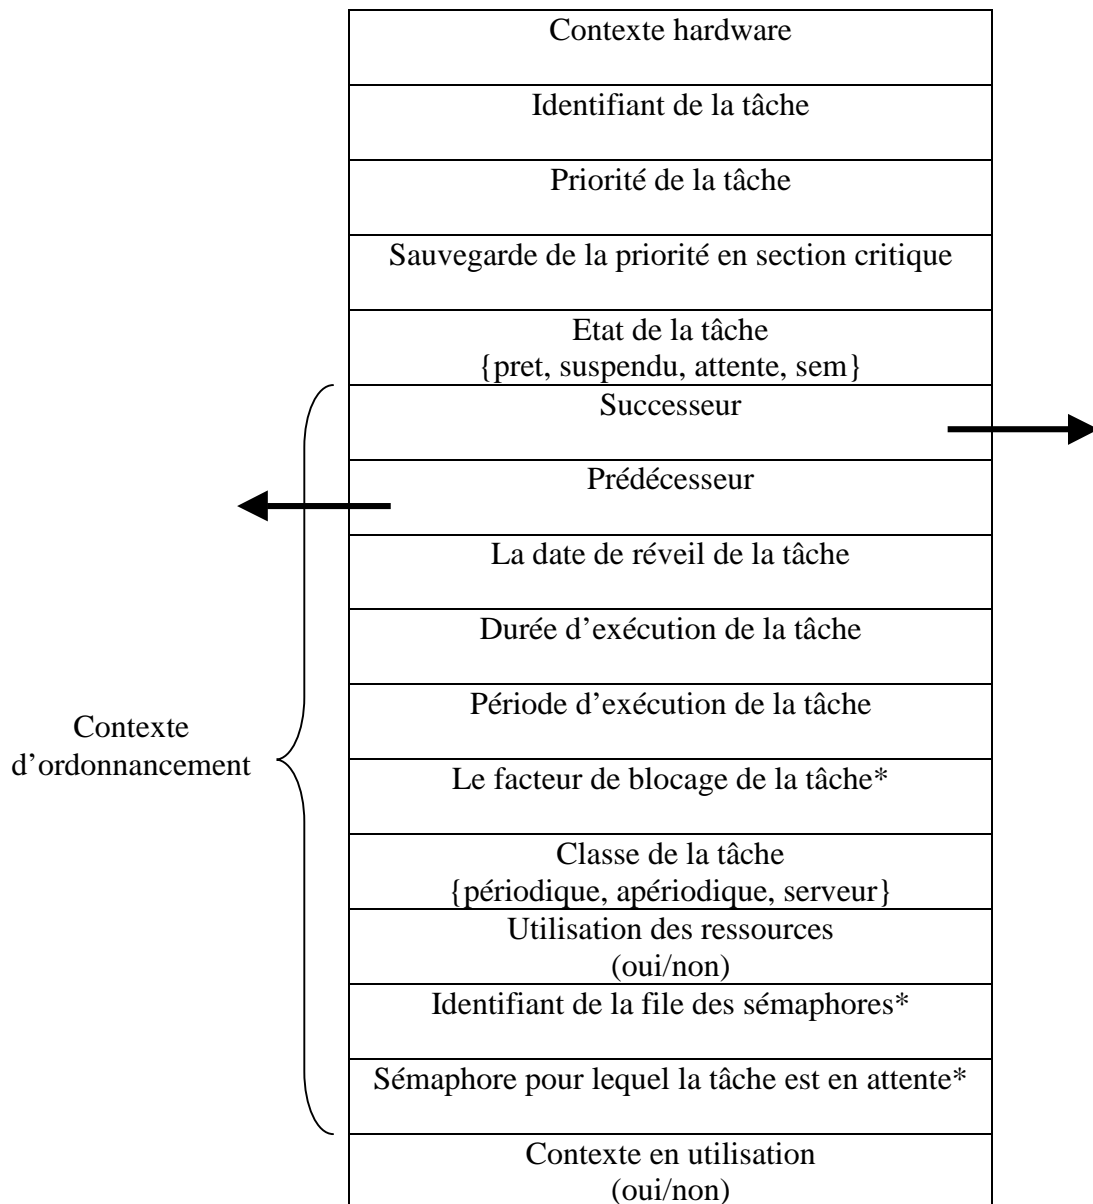 Contexte hardware
Identifiant de la tâche
Priorité de la tâche
Sauvegarde de la priorité en section critique
Etat de la tâche
{pret, suspendu, attente, sem}
Successeur
Prédécesseur
La date de réveil de la tâche
Durée d’exécution de la tâche
Période d’exécution de la tâche
Contexte
d’ordonnancement
Le facteur de blocage de la tâche*
Classe de la tâche
{périodique, apériodique, serveur}
Utilisation des ressources
(oui/non)
Identifiant de la file des sémaphores*
Sémaphore pour lequel la tâche est en attente*
Contexte en utilisation
(oui/non)